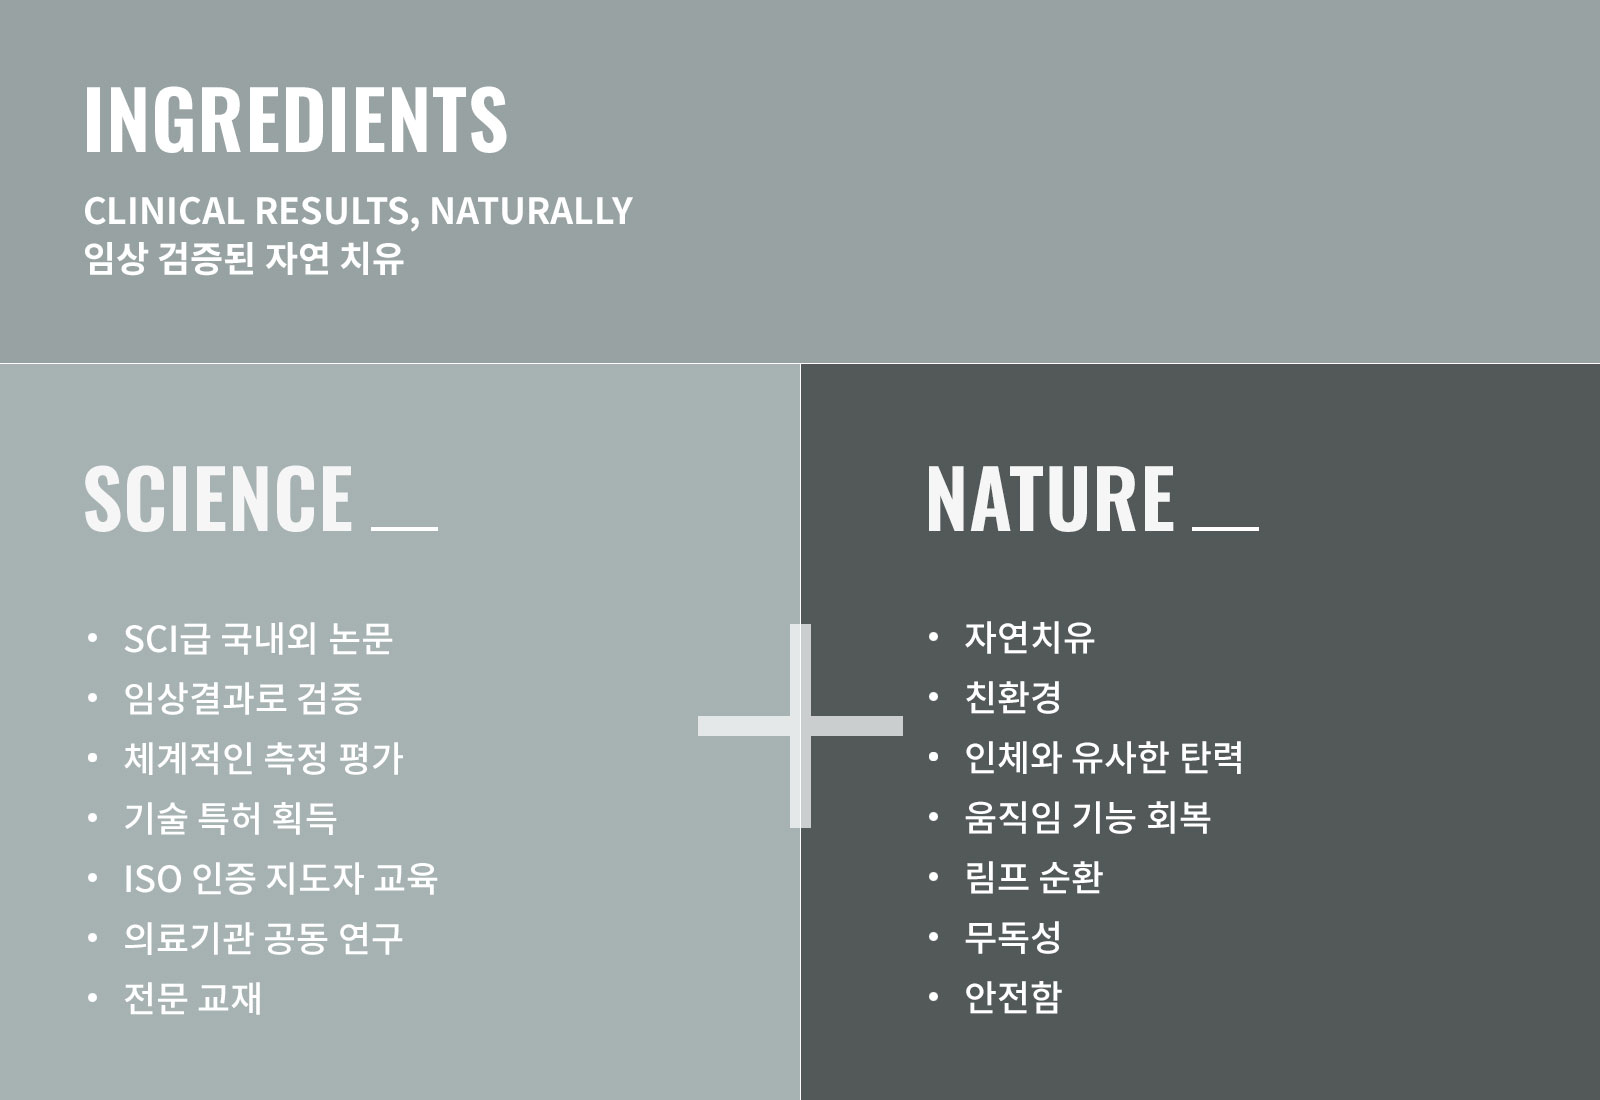 INGREDIENTS
CLINICAL RESULTS, NATURALLY
임상 검증된 자연 치유
SCIENCE
• SCI급 국내외 논문
• 임상결과로 검증
• 체계적인 측정 평가
• 기술 특허 획득
• ISO 인증 지도자 교육
• 의료기관 공동 연구
• 전문 교재
NATURE
• 자연치유
• 친환경
• 인체와 유사한 탄력
• 움직임 기능 회복
• 림프 순환
• 무독성
• 안전함